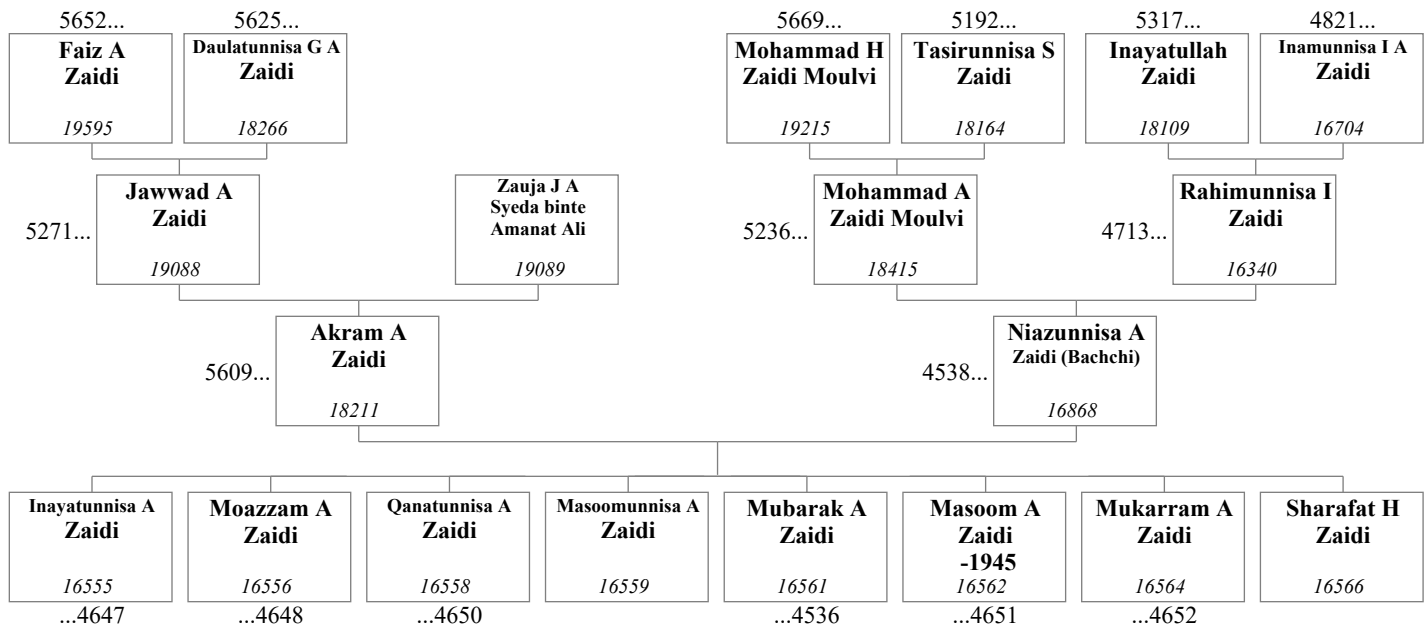 5652... 5625... 5669... 5192... 5317... 4821...
Faiz A
Zaidi
19595
Daulatunnisa G A
Zaidi
18266
Mohammad H
Zaidi Moulvi
19215
Tasirunnisa S
Zaidi
18164
Inayatullah
Zaidi
18109
Inamunnisa I A
Zaidi
16704
5271...
Jawwad A
Zaidi
19088
Zauja J A
Syeda binte
Amanat Ali
19089
5236...
Mohammad A
Zaidi Moulvi
18415
4713...
Rahimunnisa I
Zaidi
16340
5609...
Akram A
Zaidi
18211
4538...
Niazunnisa A
Zaidi (Bachchi)
16868
Inayatunnisa A
Zaidi
16555
Moazzam A
Zaidi
16556
Qanatunnisa A
Zaidi
16558
Masoomunnisa A
Zaidi
16559
Mubarak A
Zaidi
16561
Masoom A
Zaidi
-1945
16562
Mukarram A
Zaidi
16564
Sharafat H
Zaidi
16566
...4647 ...4648 ...4650 ...4536 ...4651 ...4652